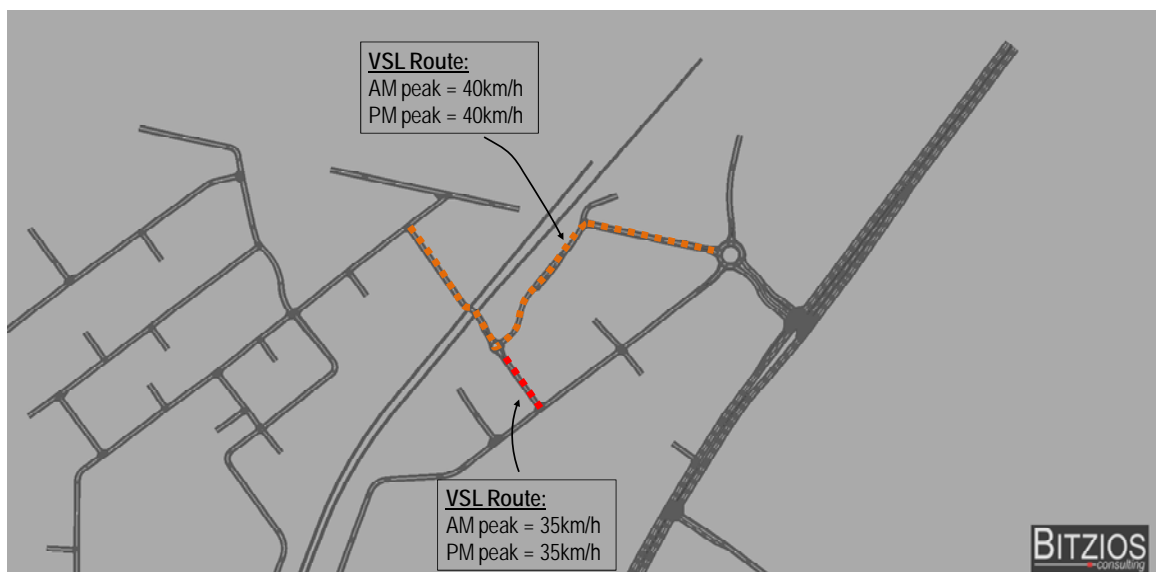 VSL Route:
AM peak = 40km/h
PM peak = 40km/h
VSL Route:
AM peak = 35km/h
PM peak = 35km/h
BITZIOS
consulting